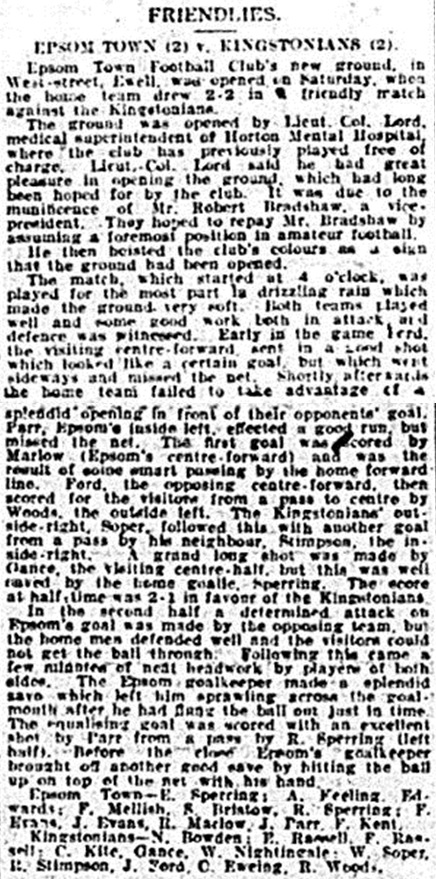 FRIENDLIES.
EPSOM TOWN (2) v. KINGSTONIANS (2).
Epsom Town Football Club's new ground, in
West-street, Ewell, was opened on Saturday, when
the home team drew 2-2 in a friendly match
against the Kingstonians.
The ground was opened by Lieut. Col. Lord,
medical superintendent of Horton Mental Hospital,
where the club has previously played free of
charge. Lieut.-Col. Lord said he had great
pleasure in opening the ground, which had long
been hoped for by the club. It was due to the
munificence of Mr. Robert Bradshaw, a vice-
president. They hoped to repay Mr. Bradshaw by
assuming a foremost position in amateur football.
He then hoisted the club's colours as a sign
that the ground had been opened.
The match, which started at 4 o'clock, was
played for the most part in drizzling rain which
made the ground very soft. Both teams played
well and some good work both in attack and
defence was witnessed. Early in the game Ford,
the visiting centre-forward, sent in a good shot
which looked like a certain goal, but which went
sideways and missed the net. Shortly afterwards
the home team failed to take advantage of a
splendid opening in front of their opponents' goal.
Parr, Epsom's inside left, effected a good run, but
missed the net. The first goal was scored by
Marlow (Epsom's centre-forward) and was the
result of some smart passing by the home forward
line. Ford, the opposing centre-forward, then
scored for the visitors from a pass to centre by
Woods, the outside left. The Kingstonians' out-
side-right, Soper, followed this with another goal
from a pass by his neighbour, Stimpson, the in-
side-right. A grand long shot was made by
Gance, the visiting centre-half, but this was well
saved by the home goalie, Sperring. The score
at half time was 2-1 in favour of the Kingstonians.
In the second half a determined attack on
Epsom's goal was made by the opposing team, but
the home men defended well and the visitors could
not get the ball through. Following this came a
few minutes of neat headwork by players of both
sides. The Epsom goalkeeper made a splendid
save which left him sprawling across the goal-
mouth after he had flung the ball out just in time.
The equalising goal was scored with an excellent
shot by Parr from a pass by R. Sperring (left
half). Before the close Epsom's goalkeeper
brought off another good save by hitting the ball
up on top of the net with his hand.
Epsom Town—E. Sperring; A. Feeling, Ed-
wards; F. Mellish, S. Bristow, R. Sperring; F.
Evans, J. Evans, R. Marlow, J. Parr, F. Kent.
Kingstonians—N. Bowden; E. Russell, F. Rus-
sell; C. Kite, Gance, W. Nightingale; W. Soper,
R. Stimpson, J. Ford, C. Eweing, R. Woods.